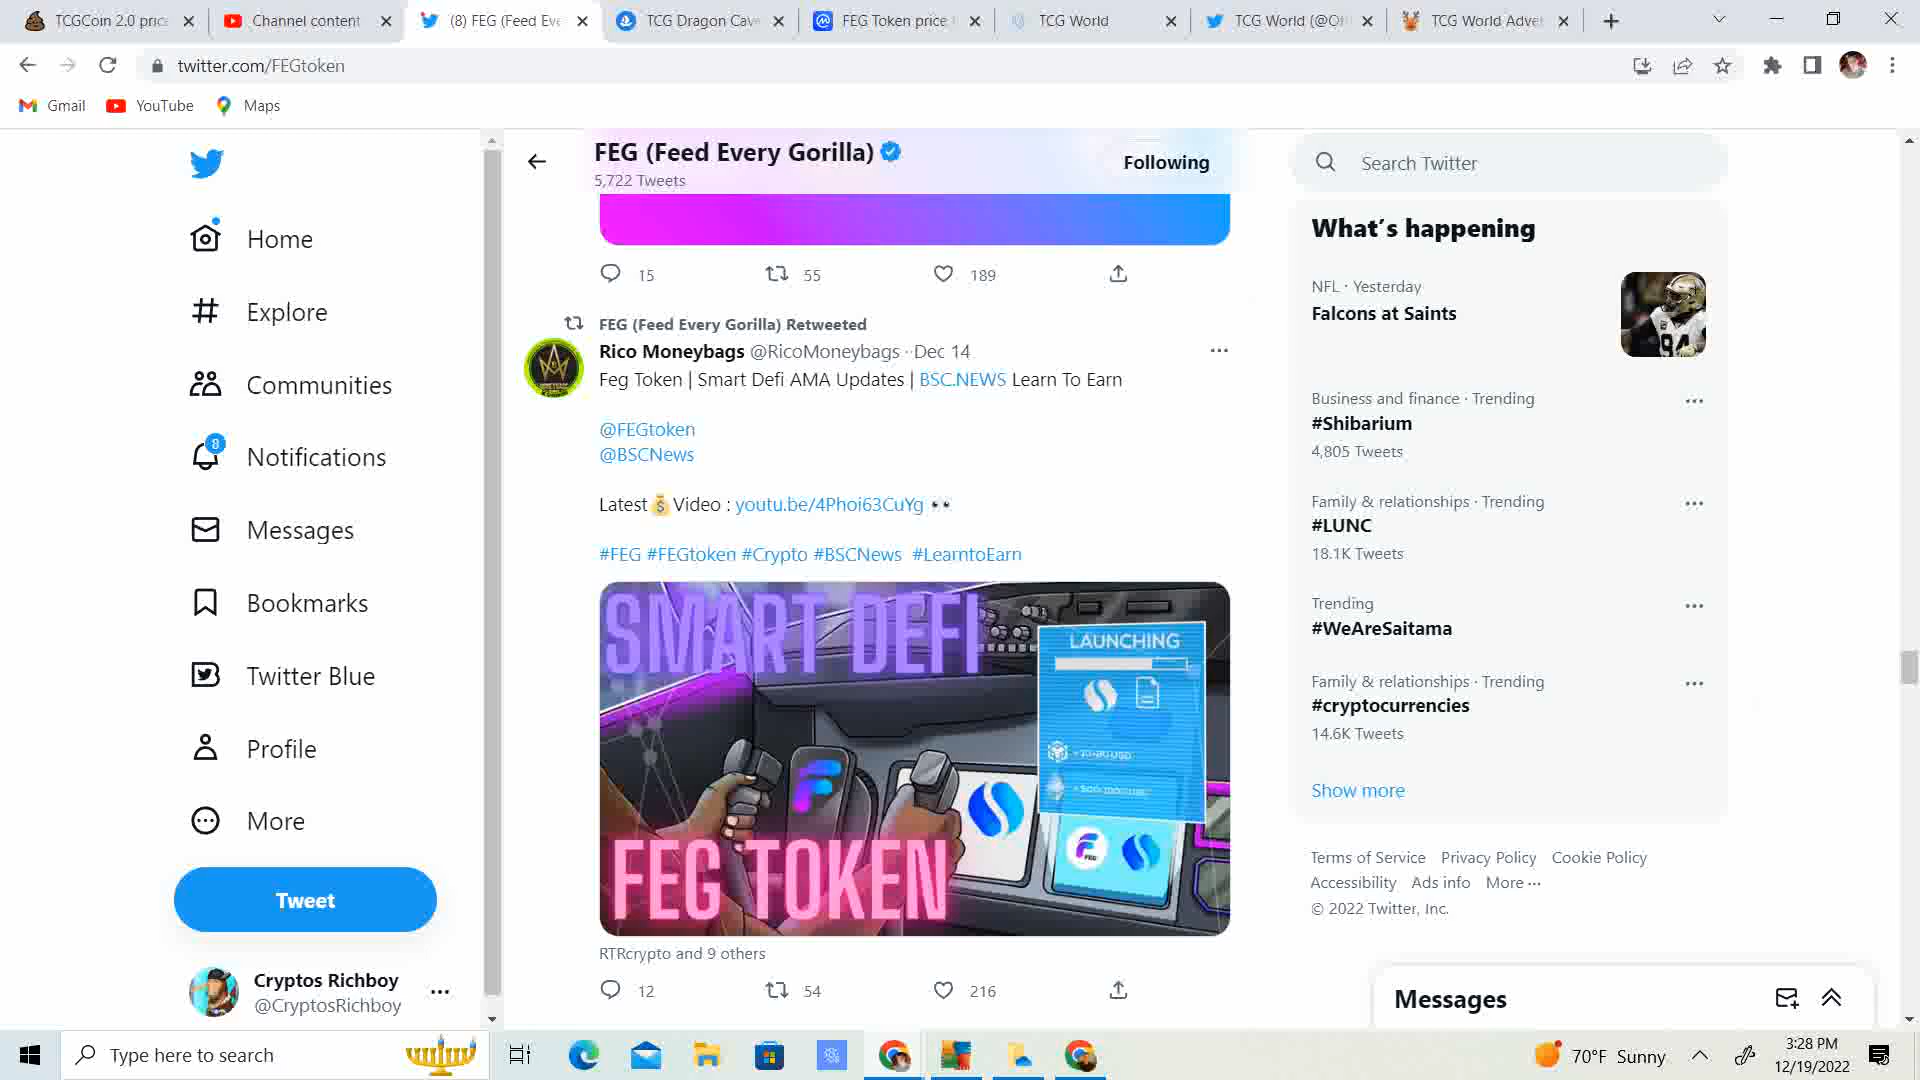 TCGCoin 2.0 pric
Channel content
(8) FEG (Feed Eve
TCG Dragon Cave
FEG Token price
TCG World
TCG World (@Of
TCG World Adve
twitter.com/FEGtoken
Gmail
YouTube
Maps
Home
Explore
Communities
8
Notifications
Messages
Bookmarks
Twitter Blue
Profile
More
Tweet
Cryptos Richboy
@CryptosRichboy
FEG (Feed Every Gorilla)
5,722 Tweets
Following
15 55 189
FEG (Feed Every Gorilla) Retweeted
Rico Moneybags @RicoMoneybags · Dec 14
Feg Token | Smart Defi AMA Updates | BSC.NEWS Learn To Earn
@FEGtoken
@BSCNews
Latest💰Video : youtu.be/4Phoi63CuYg 👀
#FEG #FEGtoken #Crypto #BSCNews #LearntoEarn
SMART DEFI
LAUNCHING
FEG TOKEN
FEG
RTRcrypto and 9 others
12 54 216
Search Twitter
What's happening
NFL · Yesterday
Falcons at Saints
Business and finance · Trending
#Shibarium
4,805 Tweets
Family & relationships · Trending
#LUNC
18.1K Tweets
Trending
#WeAreSaitama
Family & relationships · Trending
#cryptocurrencies
14.6K Tweets
Show more
Terms of Service Privacy Policy Cookie Policy
Accessibility Ads info More ···
© 2022 Twitter, Inc.
Messages
Type here to search
70°F Sunny
3:28 PM
12/19/2022